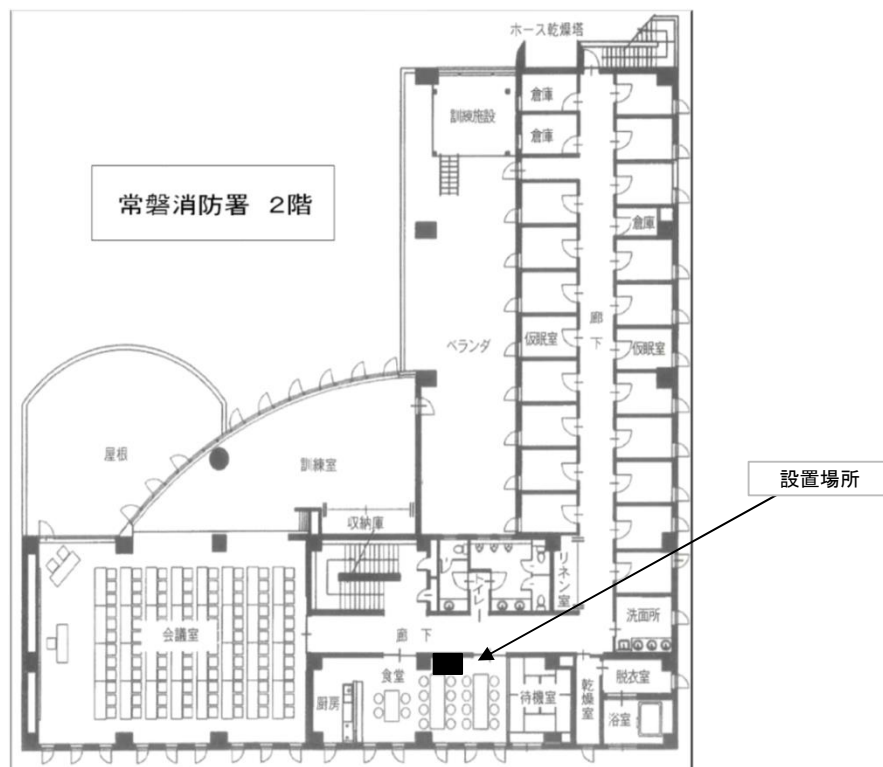 ホース乾燥塔
倉庫
訓練施設
倉庫
常磐消防署 2階
倉庫
廊下
ベランダ
仮眠室
仮眠室
屋根
訓練室
設置場所
収納庫
トイレ
リネン室
会議室
廊下
洗面所
食堂
厨房
待機室
乾燥室
脱衣室
浴室